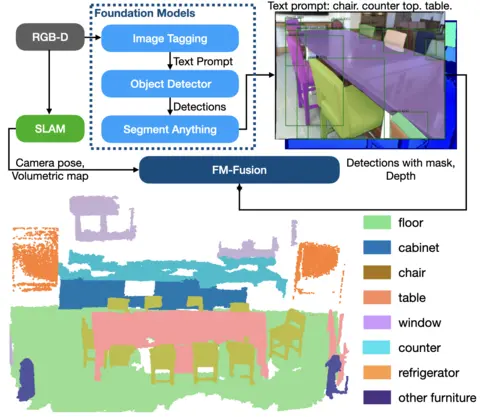 Foundation Models
Text prompt: chair. counter top. table.
RGB-D
Image Tagging
Text Prompt
Object Detector
Detections
SLAM
Segment Anything
Camera pose,
Volumetric map
FM-Fusion
Detections with mask,
Depth
floor
cabinet
chair
table
window
counter
refrigerator
other furniture